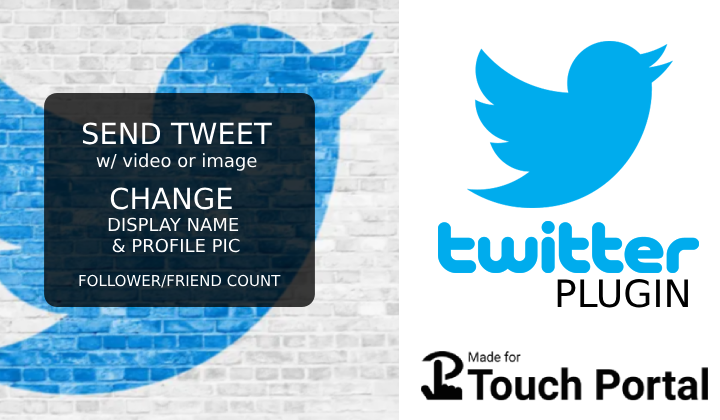 SEND TWEET
w/ video or image
CHANGE
DISPLAY NAME
& PROFILE PIC
FOLLOWER/FRIEND COUNT
twitter
PLUGIN
Made for
Touch Portal